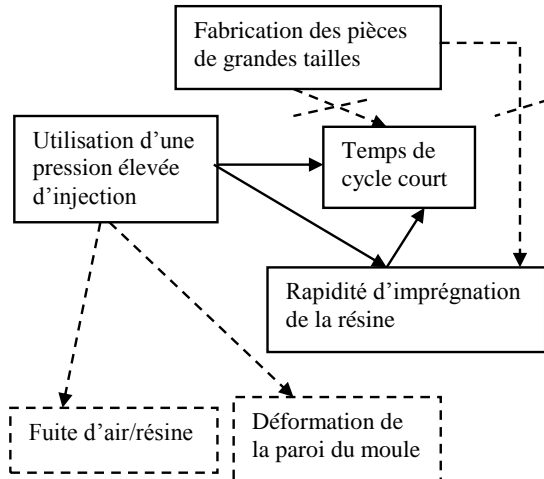 Fabrication des pièces
de grandes tailles
Utilisation d’une
pression élevée
d’injection
Temps de
cycle court
Rapidité d’imprégnation
de la résine
Fuite d’air/résine
Déformation de
la paroi du moule